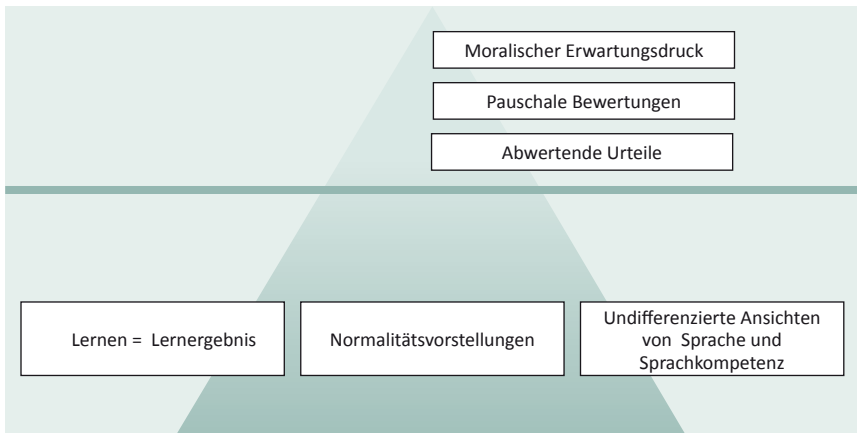 Moralischer Erwartungsdruck
Pauschale Bewertungen
Abwertende Urteile
Lernen = Lernergebnis
Normalitätsvorstellungen
Undifferenzierte Ansichten
von Sprache und
Sprachkompetenz